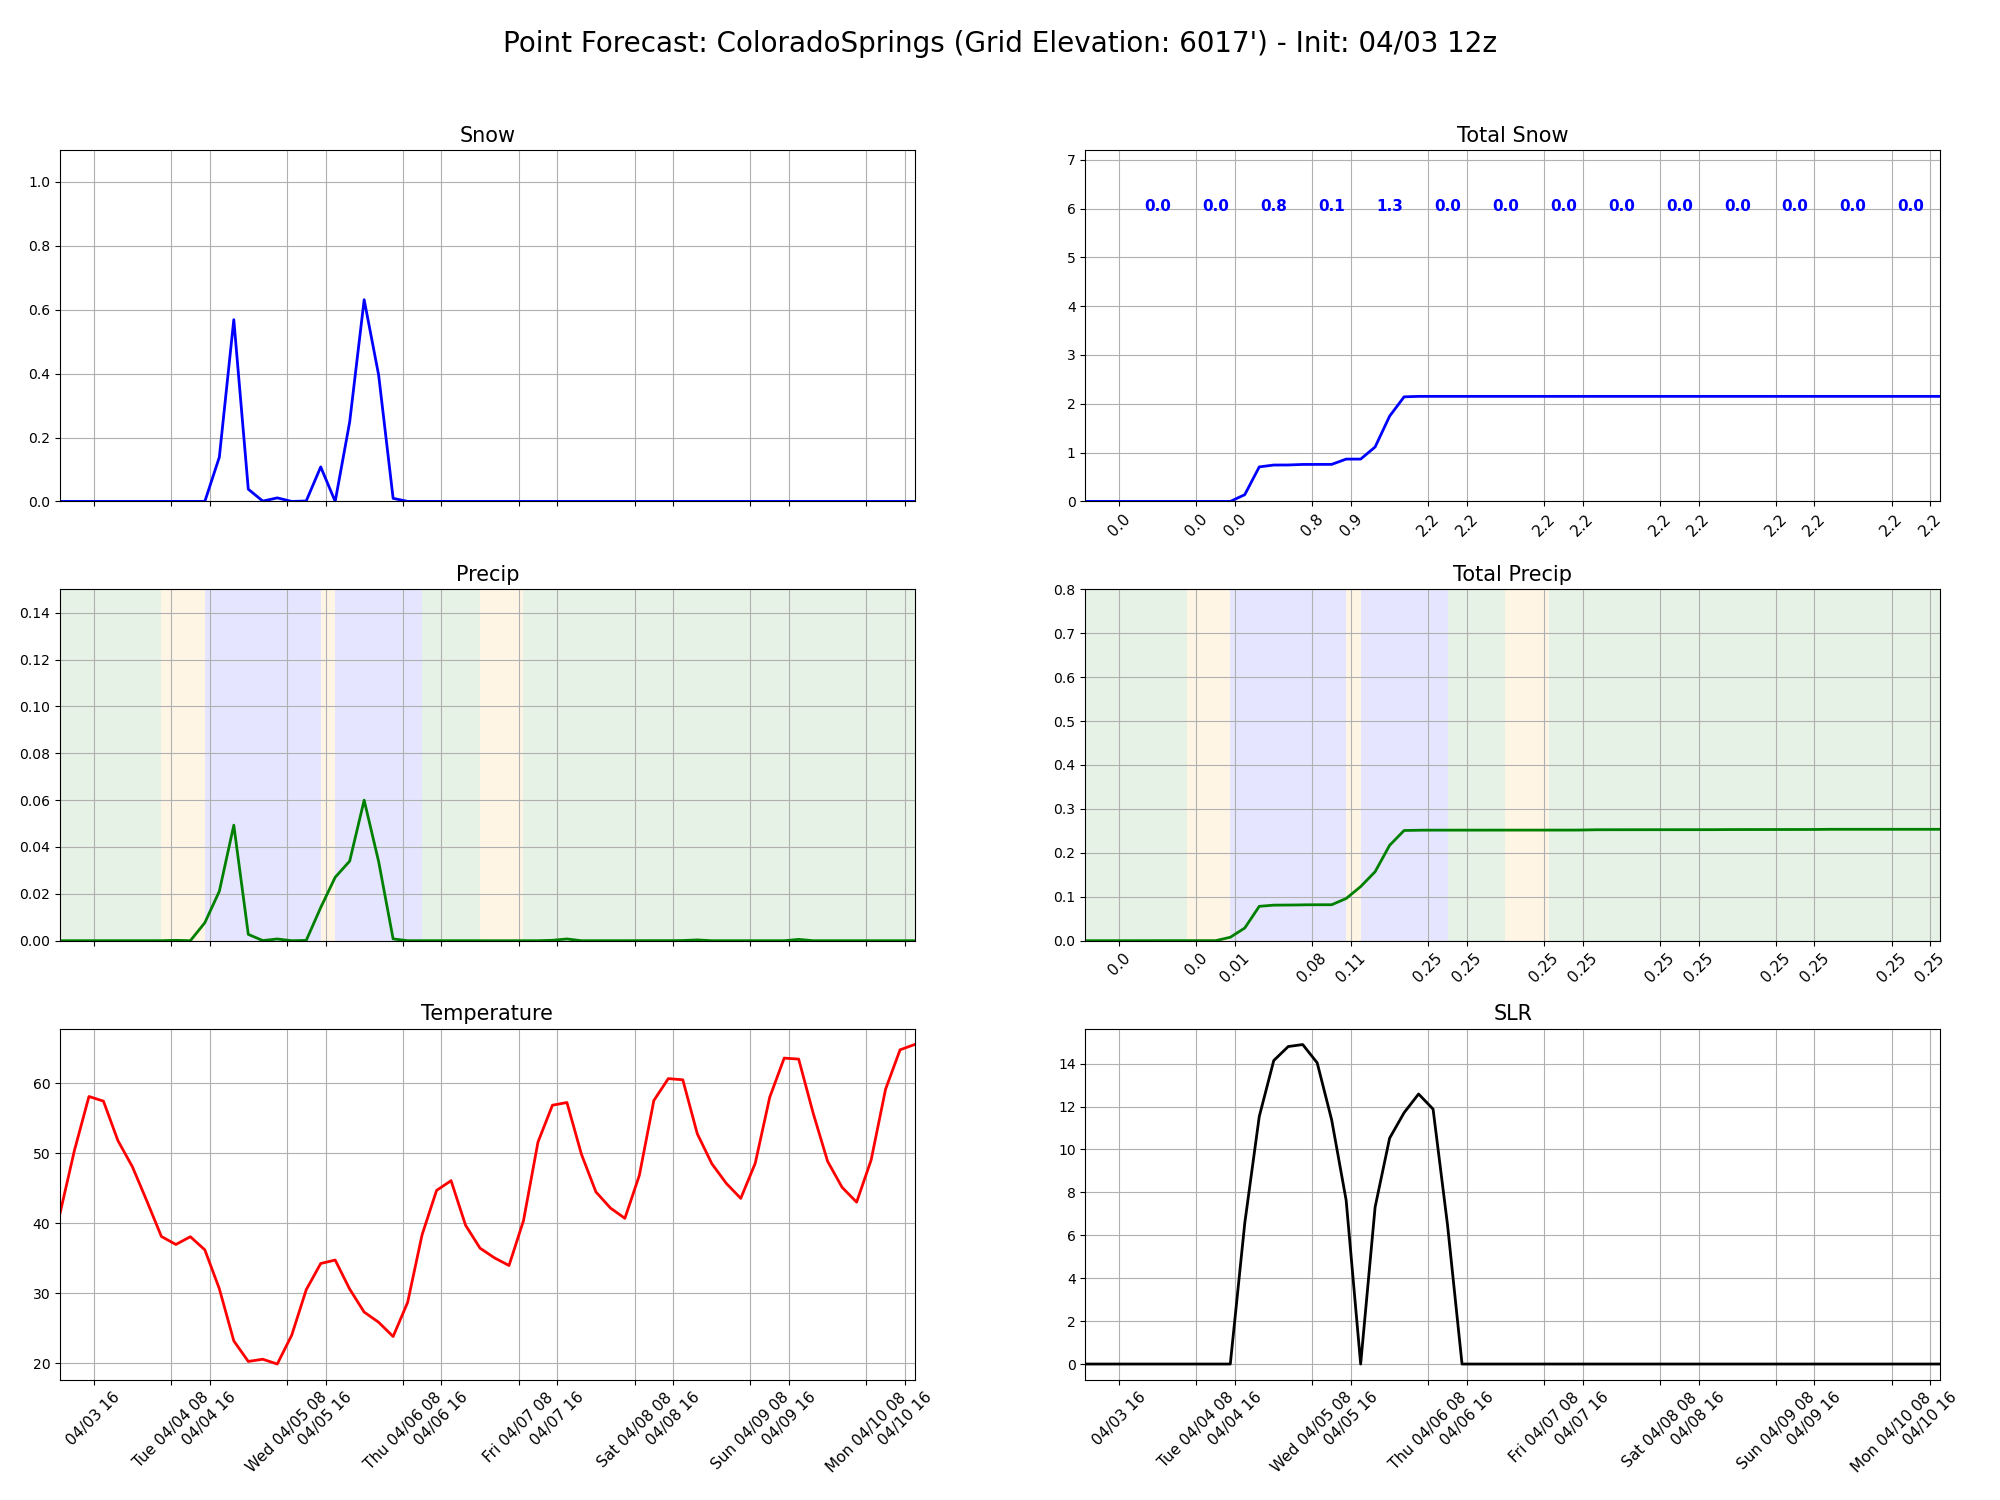 Point Forecast: ColoradoSprings (Grid Elevation: 6017') - Init: 04/03 12z
Snow
1.0
0.8
0.6
0.4
0.2
0.0
Total Snow
7
6
5
4
3
2
1
0
0.0 0.0 0.8 0.1 1.3 0.0 0.0 0.0 0.0 0.0 0.0 0.0 0.0 0.0
0.0 0.0 0.0 0.8 0.9 2.2 2.2 2.2 2.2 2.2 2.2 2.2 2.2 2.2 2.2
Precip
0.14
0.12
0.10
0.08
0.06
0.04
0.02
0.00
Total Precip
0.8
0.7
0.6
0.5
0.4
0.3
0.2
0.1
0.0
0.0 0.0 0.01 0.08 0.11 0.25 0.25 0.25 0.25 0.25 0.25 0.25 0.25 0.25 0.25
Temperature
60
50
40
30
20
04/03 16
Tue 04/04 08
04/04 16
Wed 04/05 08
04/05 16
Thu 04/06 08
04/06 16
Fri 04/07 08
04/07 16
Sat 04/08 08
04/08 16
Sun 04/09 08
04/09 16
Mon 04/10 08
04/10 16
SLR
14
12
10
8
6
4
2
0
04/03 16
Tue 04/04 08
04/04 16
Wed 04/05 08
04/05 16
Thu 04/06 08
04/06 16
Fri 04/07 08
04/07 16
Sat 04/08 08
04/08 16
Sun 04/09 08
04/09 16
Mon 04/10 08
04/10 16